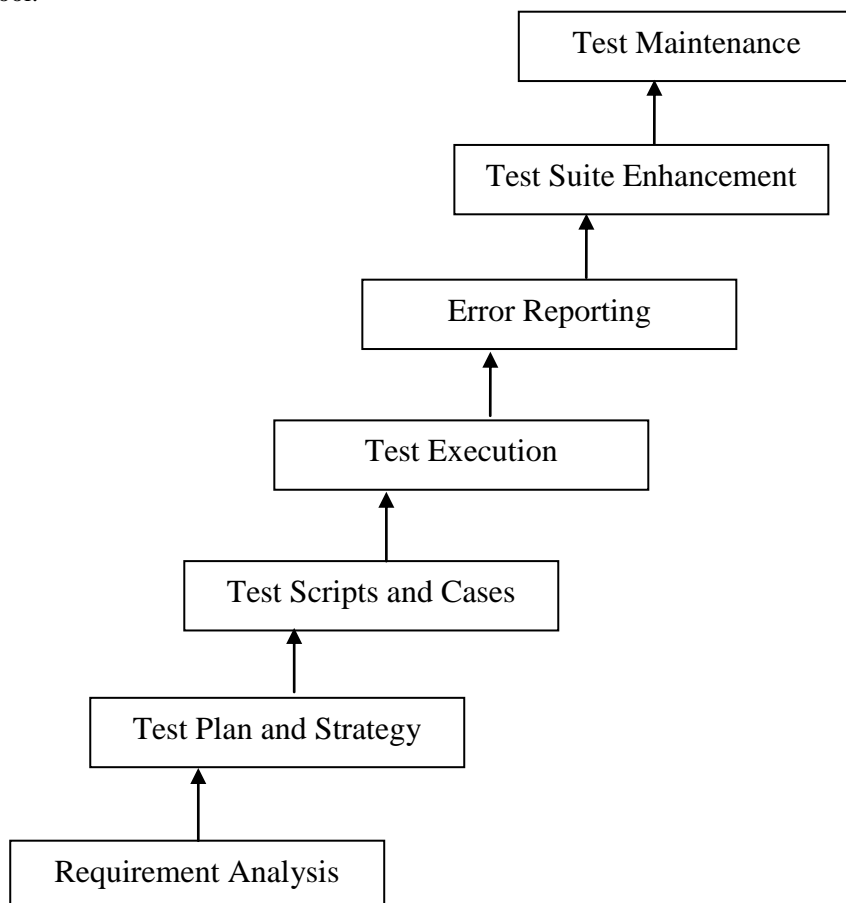 Test Maintenance
Test Suite Enhancement
Error Reporting
Test Execution
Test Scripts and Cases
Test Plan and Strategy
Requirement Analysis